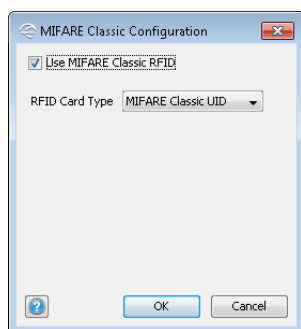 MIFARE Classic Configuration
Use MIFARE Classic RFID
RFID Card Type MIFARE Classic UID
? OK Cancel